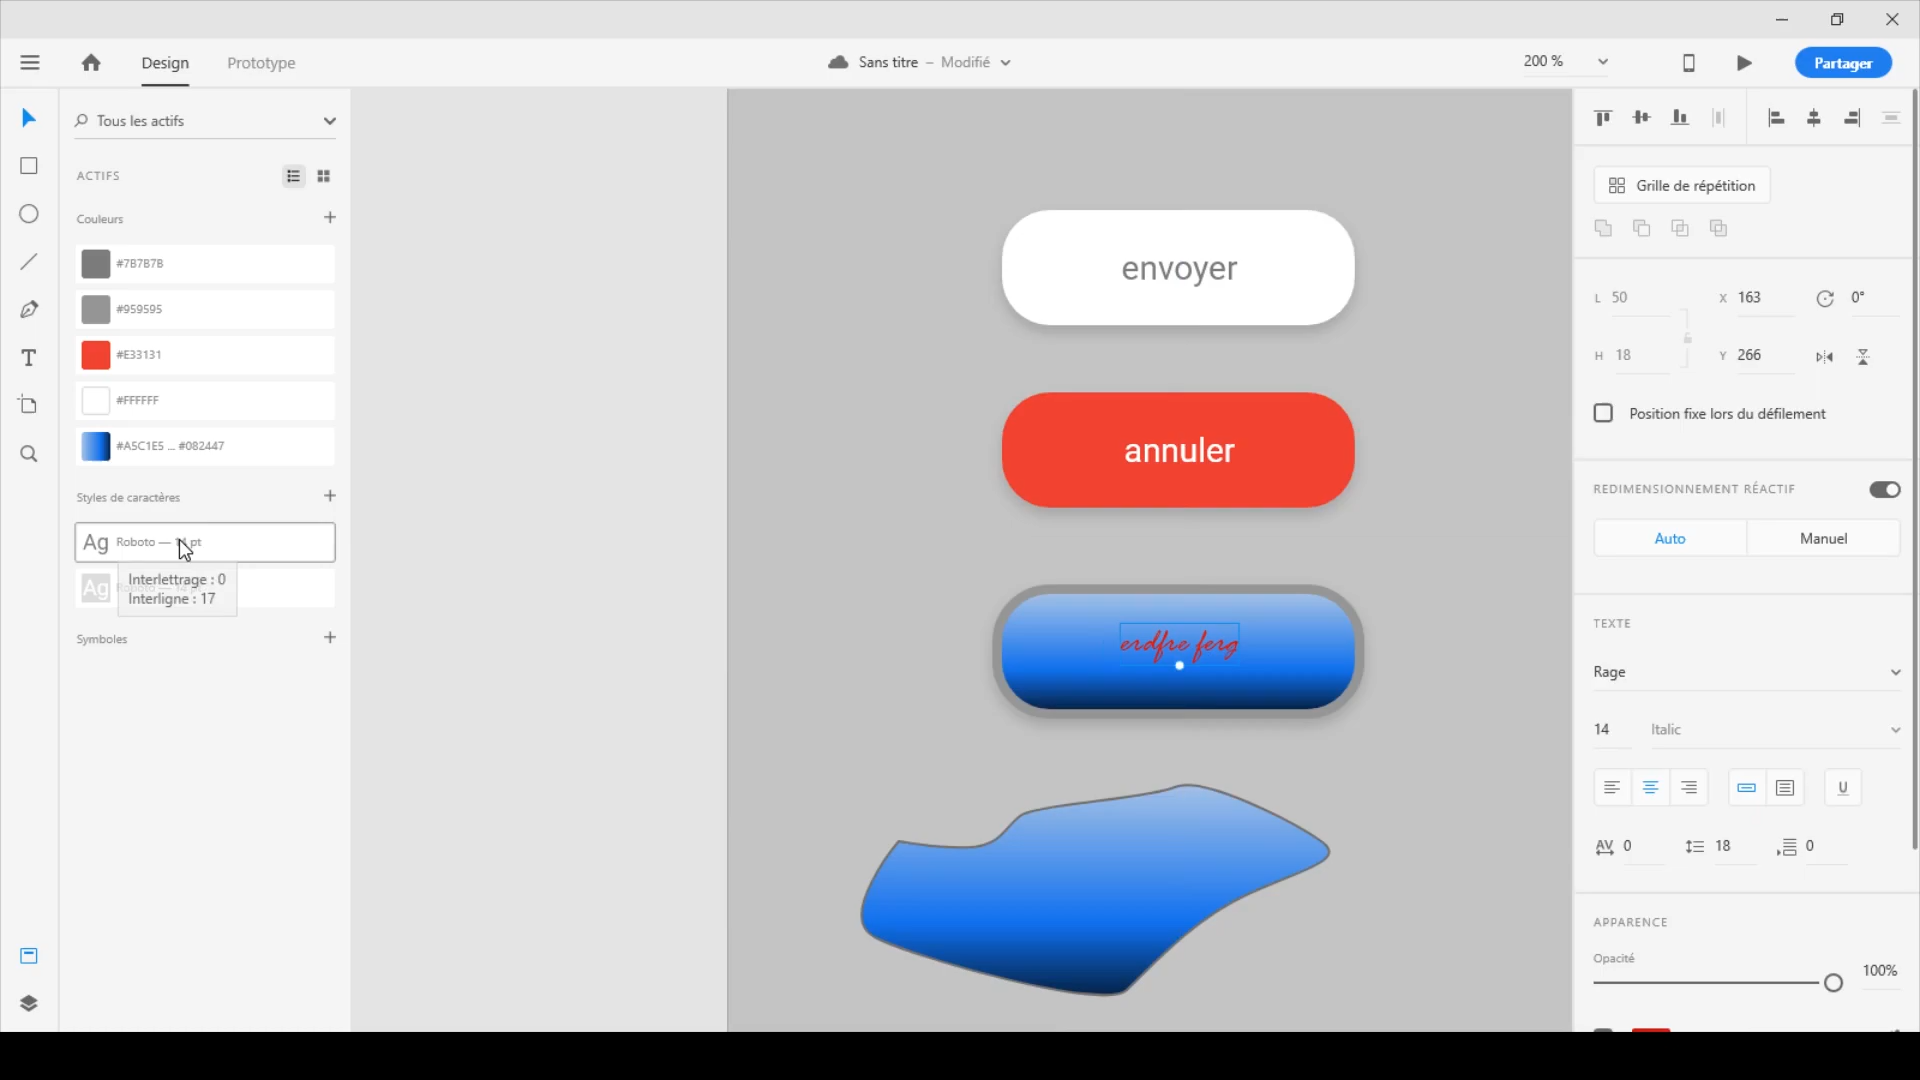 Design
Prototype
Sans titre – Modifié
200 %
Partager
Tous les actifs
ACTIFS
Couleurs
#7B7B7B
#959595
#E33131
#FFFFFF
#A5C1E5 ... #082447
Styles de caractères
Ag Roboto — 14 pt
Interlettrage : 0
Interligne : 17
Ag
Symboles
envoyer
annuler
erdfre ferg
Grille de répétition
L 50
X 163
0°
H 18
Y 266
Position fixe lors du défilement
REDIMENSIONNEMENT RÉACTIF
Auto
Manuel
TEXTE
Rage
14
Italic
U
AV 0
18
0
APPARENCE
Opacité
100%